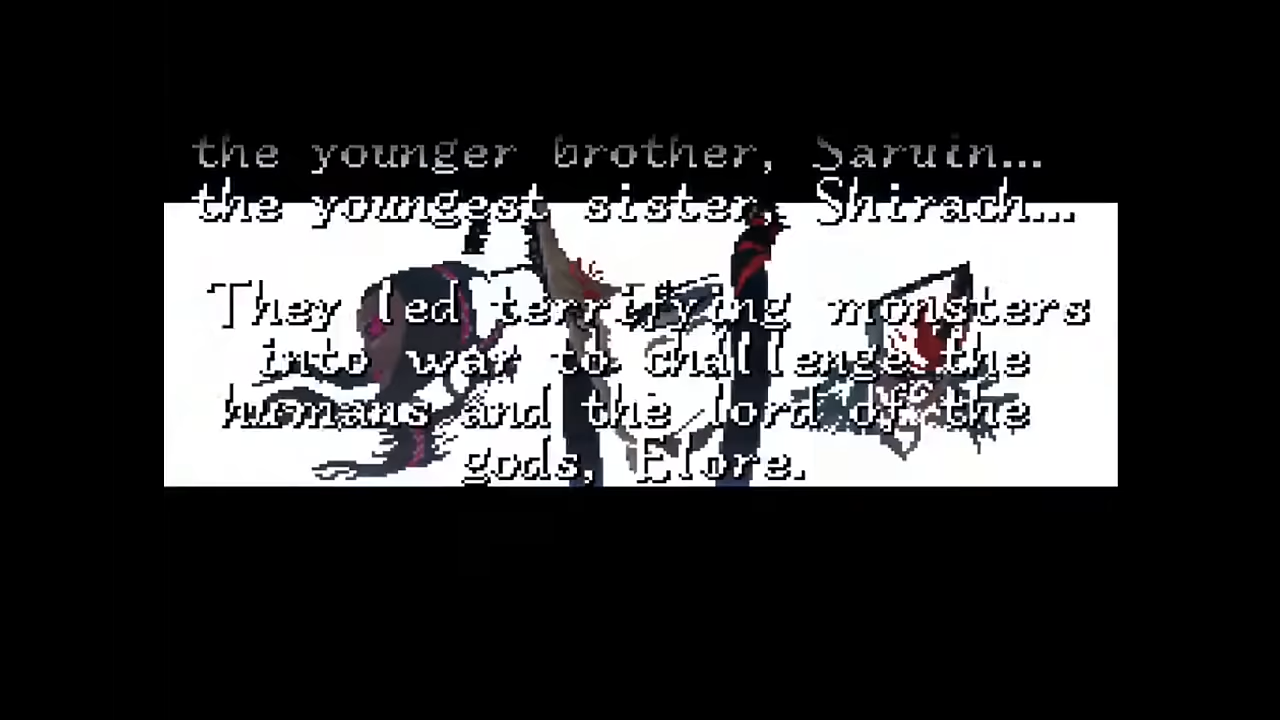 the younger brother, Saruin...
the youngest sister, Shirach...
They led terrifying monsters
into war to challenge the
humans and the lord of the
gods, Elore.